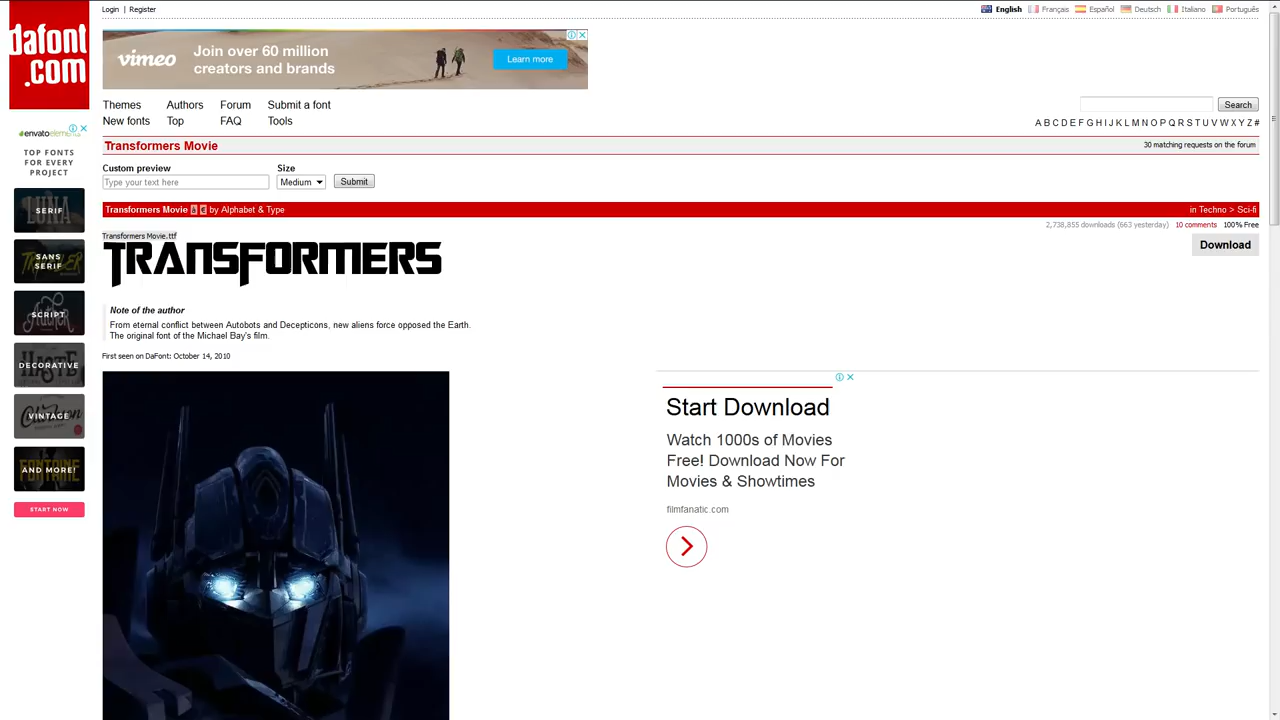 dafont
.com
Login | Register
English Français Español Deutsch Italiano Português
vimeo
Join over 60 million
creators and brands
Learn more
Themes Authors Forum Submit a font
New fonts Top FAQ Tools
Search
A B C D E F G H I J K L M N O P Q R S T U V W X Y Z #
Transformers Movie
30 matching requests on the forum
Custom preview Size
Type your text here Medium Submit
Transformers Movie à € by Alphabet & Type
in Techno > Sci-fi
2,738,855 downloads (663 yesterday) 10 comments 100% Free
Transformers Movie.ttf
Download
TRANSFORMERS
Note of the author
From eternal conflict between Autobots and Decepticons, new aliens force opposed the Earth.
The original font of the Michael Bay's film.
First seen on DaFont: October 14, 2010
envato elements
TOP FONTS
FOR EVERY
PROJECT
SERIF
SANS
SERIF
SCRIPT
DECORATIVE
VINTAGE
AND MORE!
START NOW
Start Download
Watch 1000s of Movies
Free! Download Now For
Movies & Showtimes
filmfanatic.com